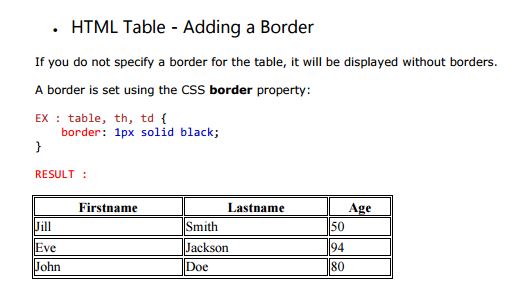 • HTML Table - Adding a Border
If you do not specify a border for the table, it will be displayed without borders.
A border is set using the CSS border property:
EX : table, th, td {
border: 1px solid black;
}
RESULT :
Firstname Lastname Age
Jill Smith 50
Eve Jackson 94
John Doe 80